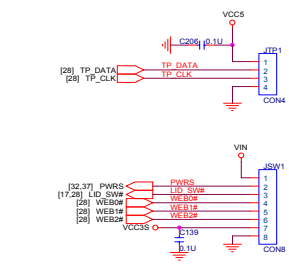 VCC5
C206 0.1U
JTP1
[28] TP_DATA TP_DATA 1
[28] TP_CLK TP_CLK 2
3
4
CON4
VIN
JSW1
1
[32,37] PWRS PWRS 2
[17,28] LID_SW# LID_SW# 3
[28] WEB0# WEB0# 4
[28] WEB1# WEB1# 5
[28] WEB2# WEB2# 6
VCC3S 7
C139 8
0.1U
CON8